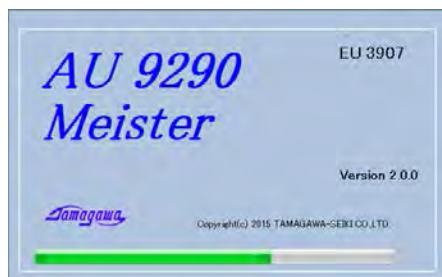 AU 9290
EU 3907
Meister
Version 2.0.0
Tamagawa
Copyright(c) 2015 TAMAGAWA-SEIKI CO.,LTD.